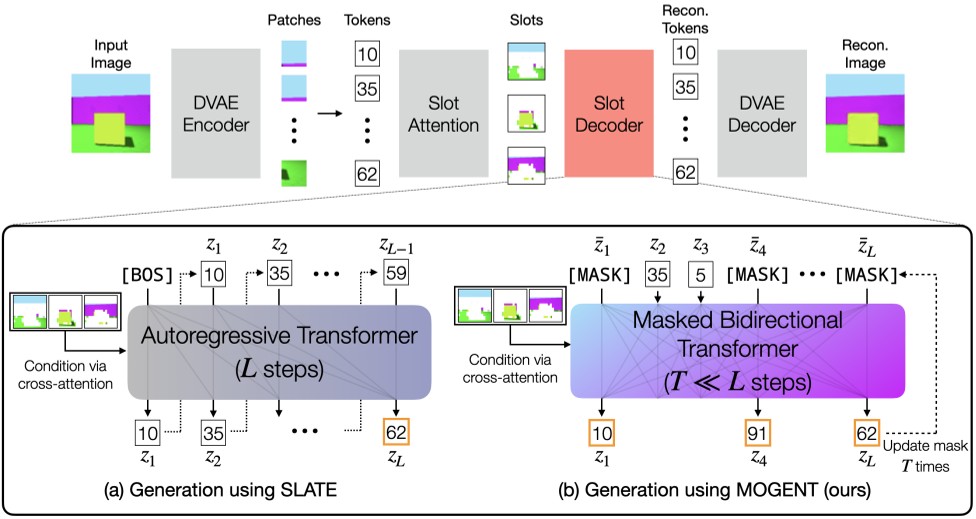 Input
Image
DVAE
Encoder
Patches
Tokens
10
35
62
Slot
Attention
Slots
Slot
Decoder
Recon.
Tokens
10
35
62
DVAE
Decoder
Recon.
Image
z1
z2
zL−1
[BOS]
10
35
59
Autoregressive Transformer
(L steps)
Condition via
cross-attention
10
35
62
z1
z2
zL
(a) Generation using SLATE
z̄1
z2
z3
z̄4
z̄L
[MASK]
35
5
[MASK]
[MASK]
Masked Bidirectional
Transformer
(T ≪ L steps)
Condition via
cross-attention
10
91
62
z1
z4
zL
Update mask
T times
(b) Generation using MOGENT (ours)